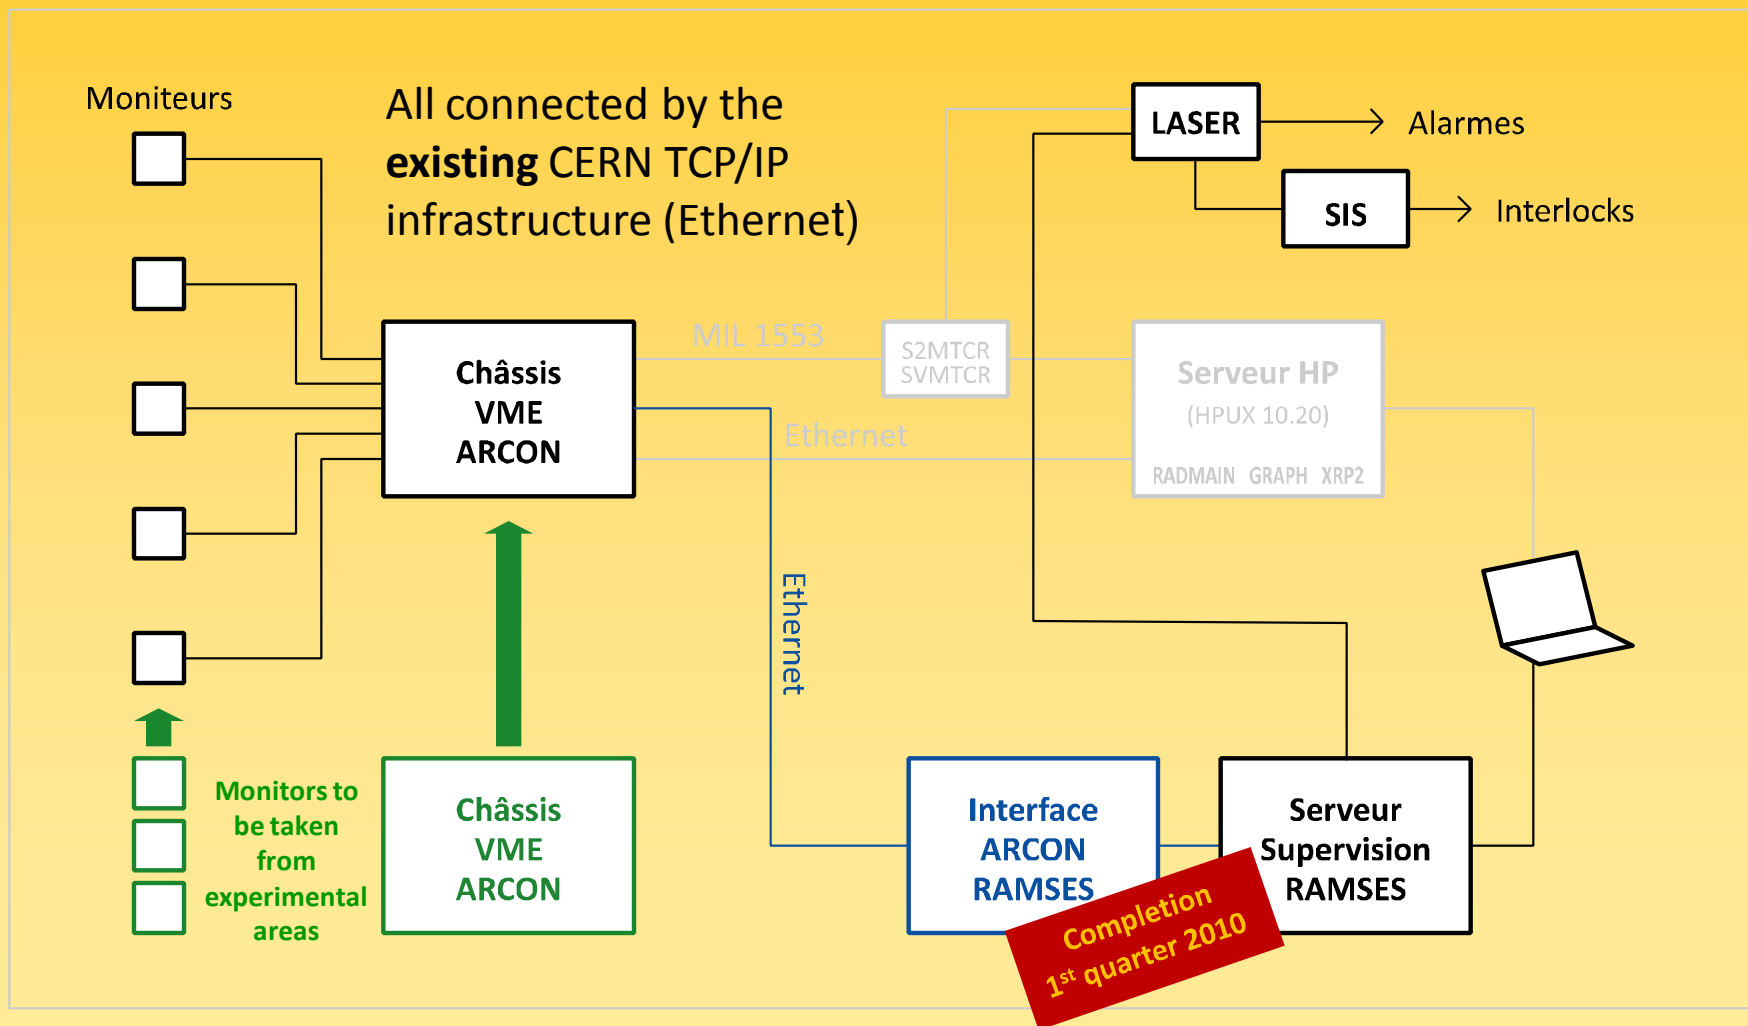 Moniteurs
All connected by the
existing CERN TCP/IP
infrastructure (Ethernet)
LASER
Alarmes
SIS
Interlocks
MIL 1553
S2MTCR
SVMTCR
Serveur HP
(HPUX 10.20)
RADMAIN GRAPH XRP2
Châssis
VME
ARCON
Ethernet
Ethernet
Monitors to
be taken
from
experimental
areas
Châssis
VME
ARCON
Interface
ARCON
RAMSES
Serveur
Supervision
RAMSES
Completion
1st quarter 2010